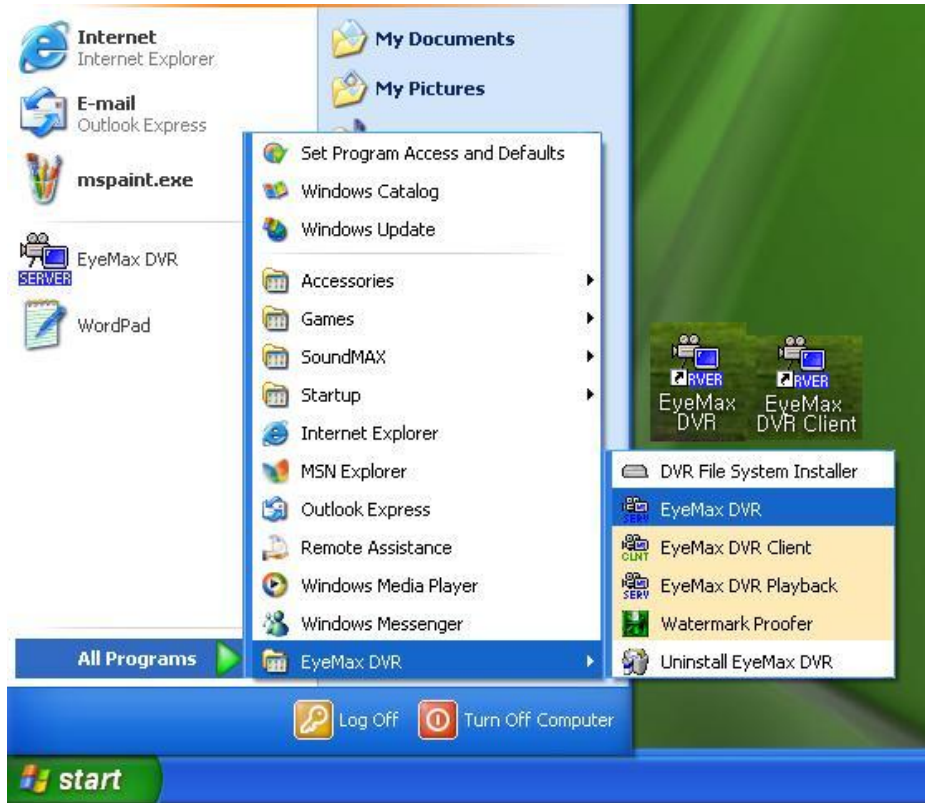 Internet
Internet Explorer
E-mail
Outlook Express
mspaint.exe
SERVER
EyeMax DVR
WordPad
All Programs
My Documents
My Pictures
Set Program Access and Defaults
Windows Catalog
Windows Update
Accessories
Games
SoundMAX
Startup
Internet Explorer
MSN Explorer
Outlook Express
Remote Assistance
Windows Media Player
Windows Messenger
EyeMax DVR
RVER
EyeMax
DVR
RVER
EyeMax
DVR Client
DVR File System Installer
SERV
EyeMax DVR
CLNT
EyeMax DVR Client
SERV
EyeMax DVR Playback
Watermark Proofer
Uninstall EyeMax DVR
Log Off
Turn Off Computer
start